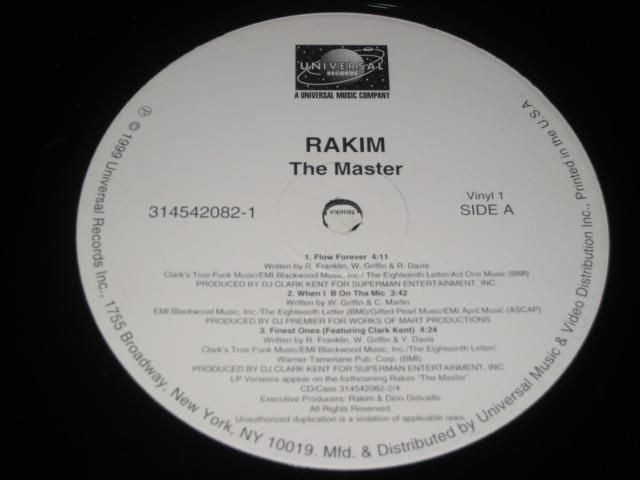 UNIVERSAL
RECORDS
A UNIVERSAL MUSIC COMPANY
RAKIM
The Master
314542082-1
Vinyl 1
SIDE A
1. Flow Forever 4:11
Written by R. Franklin, W. Griffin & R. Davis
Clark's True Funk Music/EMI Blackwood Music, Inc./ The Eighteenth Letter/Act One Music (BMI)
PRODUCED BY DJ CLARK KENT FOR SUPERMAN ENTERTAINMENT, INC.
2. When I B On Tha Mic 3:42
Written by W. Griffin & C. Martin
EMI Blackwood Music, Inc./The Eighteenth Letter (BMI)/Gifted Pearl Music/EMI April Music (ASCAP)
PRODUCED BY DJ PREMIER FOR WORKS OF MART PRODUCTIONS
3. Finest Ones (Featuring Clark Kent) 4:24
Written by R. Franklin, W. Griffin & Y. Davis
Clark's True Funk Music/EMI Blackwood Music, Inc./The Eighteenth Letter/
Warner-Tamerlane Pub. Corp. (BMI)
PRODUCED BY DJ CLARK KENT FOR SUPERMAN ENTERTAINMENT, INC.
LP Versions appear on the forthcoming Rakim "The Master"
CD/Cass 314542082-2/4
Executive Producers: Rakim & Dino Delvaille
All Rights Reserved.
Unauthorized duplication is a violation of applicable laws.
℗ © 1999 Universal Records Inc., 1755 Broadway, New York, NY 10019. Mfd. & Distributed by Universal Music & Video Distribution Inc., Printed in the U.S.A.